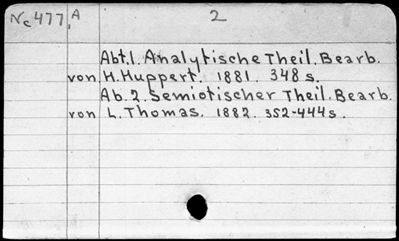 Nc477,A 2
Abt.1. Analytische Theil. Bearb.
von H. Huppert. 1881. 348 s.
Ab. 2. Semiotischer Theil. Bearb.
von L. Thomas. 1882. 352-444s.